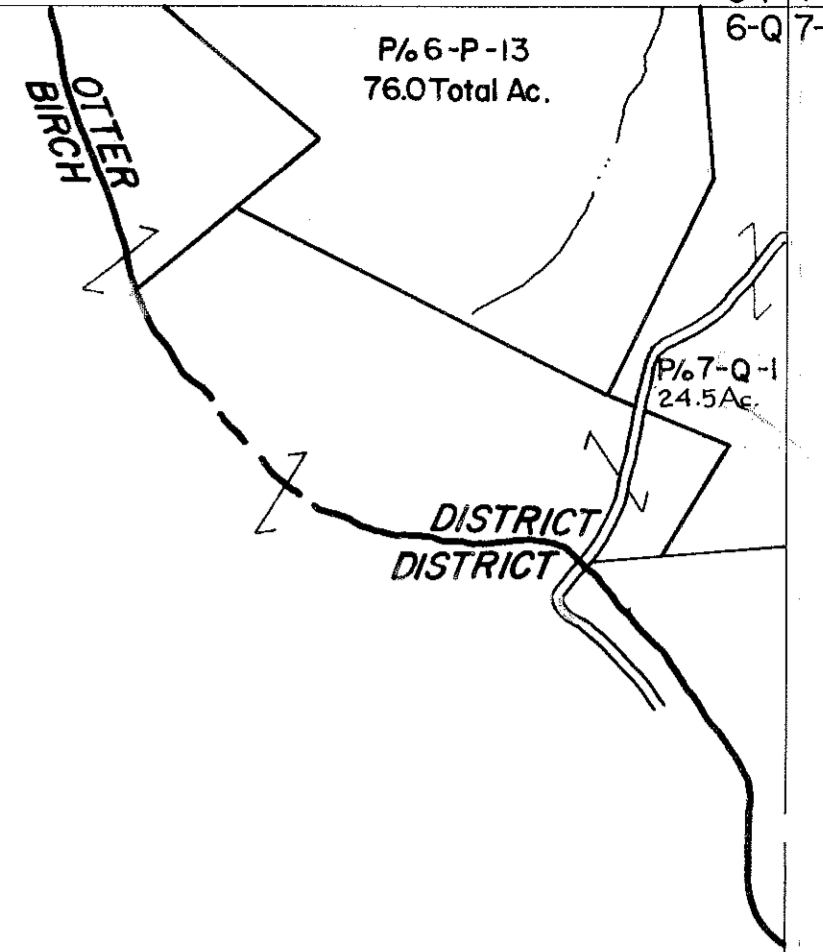 6-Q 7-
P/o 6-P-13
76.0 Total Ac.
OTTER
BIRCH
P/o 7-Q-1
24.5 Ac.
DISTRICT
DISTRICT